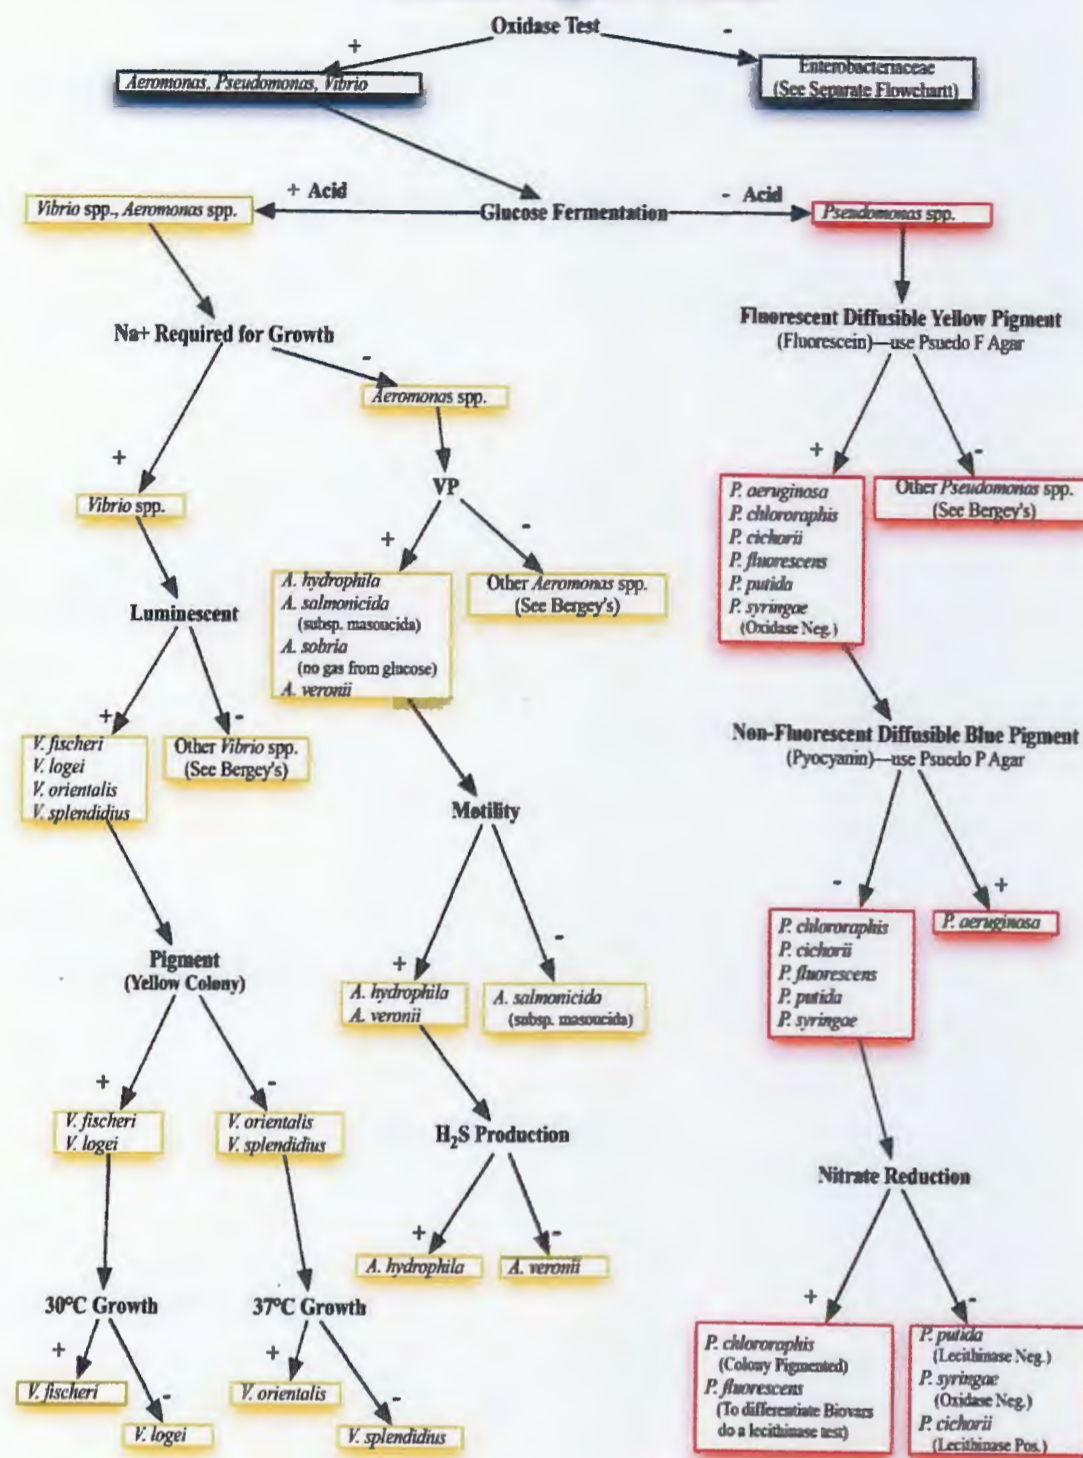 Oxidase Test
+
-
Aeromonas, Pseudomonas, Vibrio
Enterobacteriaceae
(See Separate Flowchartt)
+ Acid
- Acid
Vibrio spp., Aeromonas spp.
Glucose Fermentation
Pseudomonas spp.
Na+ Required for Growth
Fluorescent Diffusible Yellow Pigment
(Fluorescein)—use Psuedo F Agar
-
Aeromonas spp.
+
Vibrio spp.
VP
+
-
+
-
P. aeruginosa
P. chlororaphis
P. cichorii
P. fluorescens
P. putida
P. syringae
(Oxidase Neg.)
Other Pseudomonas spp.
(See Bergey's)
A. hydrophila
A. salmonicida
(subsp. masoucida)
A. sobria
(no gas from glucose)
A. veronii
Other Aeromonas spp.
(See Bergey's)
Luminescent
+
-
V. fischeri
V. logei
V. orientalis
V. splendidius
Other Vibrio spp.
(See Bergey's)
Non-Fluorescent Diffusible Blue Pigment
(Pyocyanin)—use Psuedo P Agar
Motility
-
+
P. chlororaphis
P. cichorii
P. fluorescens
P. putida
P. syringae
P. aeruginosa
Pigment
(Yellow Colony)
+
-
A. hydrophila
A. veronii
A. salmonicida
(subsp. masoucida)
+
-
V. fischeri
V. logei
V. orientalis
V. splendidius
H2S Production
Nitrate Reduction
+
-
A. hydrophila
A. veronii
30°C Growth
37°C Growth
+
-
P. chlororaphis
(Colony Pigmented)
P. fluorescens
(To differentiate Biovars
do a lecithinase test)
P. putida
(Lecithinase Neg.)
P. syringae
(Oxidase Neg.)
P. cichorii
(Lecithinase Pos.)
+
-
+
-
V. fischeri
V. logei
V. orientalis
V. splendidius